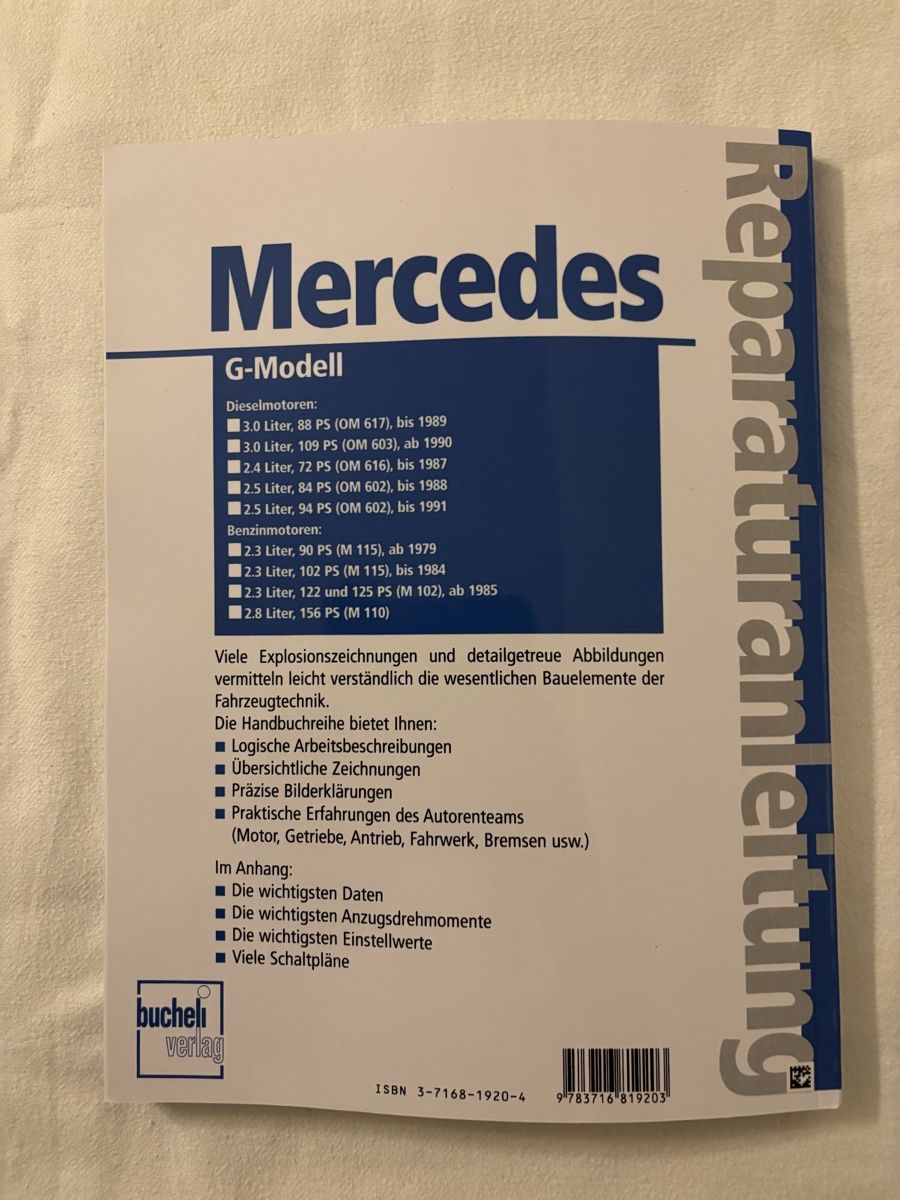 Mercedes
G-Modell
Dieselmotoren:
3.0 Liter, 88 PS (OM 617), bis 1989
3.0 Liter, 109 PS (OM 603), ab 1990
2.4 Liter, 72 PS (OM 616), bis 1987
2.5 Liter, 84 PS (OM 602), bis 1988
2.5 Liter, 94 PS (OM 602), bis 1991
Benzinmotoren:
2.3 Liter, 90 PS (M 115), ab 1979
2.3 Liter, 102 PS (M 115), bis 1984
2.3 Liter, 122 und 125 PS (M 102), ab 1985
2.8 Liter, 156 PS (M 110)
Viele Explosionszeichnungen und detailgetreue Abbildungen
vermitteln leicht verständlich die wesentlichen Bauelemente der
Fahrzeugtechnik.
Die Handbuchreihe bietet Ihnen:
Logische Arbeitsbeschreibungen
Übersichtliche Zeichnungen
Präzise Bilderklärungen
Praktische Erfahrungen des Autorenteams
(Motor, Getriebe, Antrieb, Fahrwerk, Bremsen usw.)
Im Anhang:
Die wichtigsten Daten
Die wichtigsten Anzugsdrehmomente
Die wichtigsten Einstellwerte
Viele Schaltpläne
bucheli
verlag
ISBN 3-7168-1920-4
9 783716 819203
Reparaturanleitung